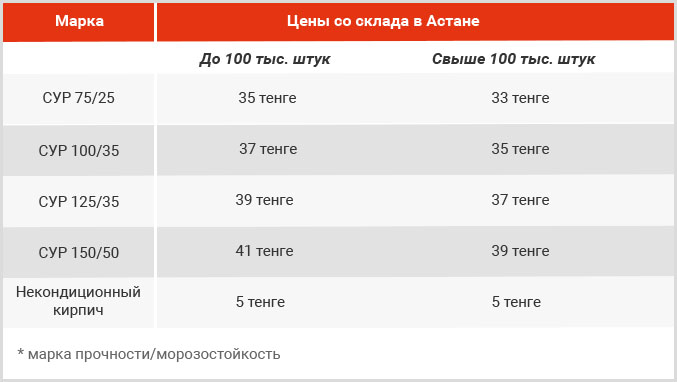 Марка Цены со склада в Астане
До 100 тыс. штук Свыше 100 тыс. штук
СУР 75/25 35 тенге 33 тенге
СУР 100/35 37 тенге 35 тенге
СУР 125/35 39 тенге 37 тенге
СУР 150/50 41 тенге 39 тенге
Некондиционный
кирпич 5 тенге 5 тенге
* марка прочности/морозостойкость